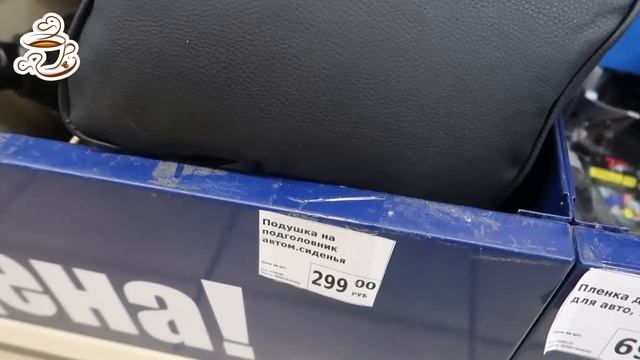 Подушка на
подголовник
автом.сиденья
299 00
РУБ
ена!
Пленка
для авто,